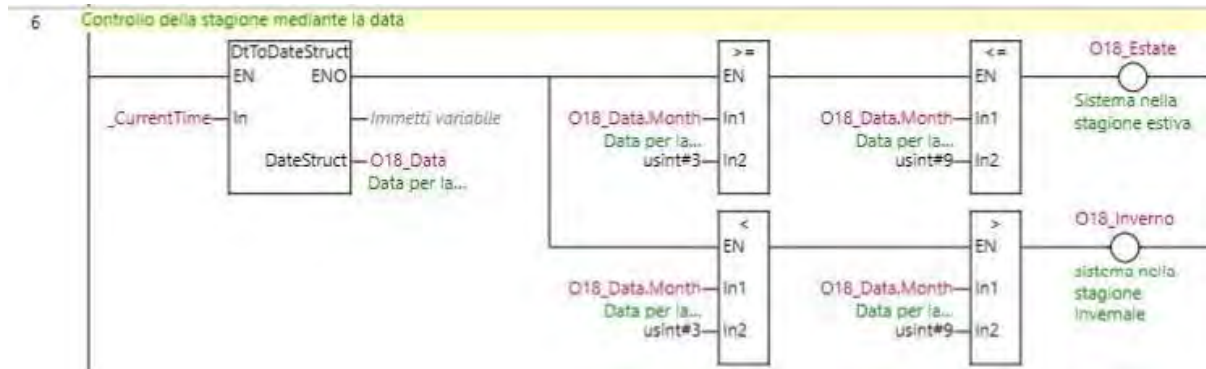 6 Controllo della stagione mediante la data
DtToDateStruct
EN ENO
_CurrentTime In Immetti variabile
DateStruct O18_Data
Data per la...
>=
EN
O18_Data.Month In1
Data per la...
usint#3 In2
<=
EN
O18_Data.Month In1
Data per la...
usint#9 In2
O18_Estate
Sistema nella
stagione estiva
<
EN
O18_Data.Month In1
Data per la...
usint#3 In2
>
EN
O18_Data.Month In1
Data per la...
usint#9 In2
O18_Inverno
sistema nella
stagione
invernale